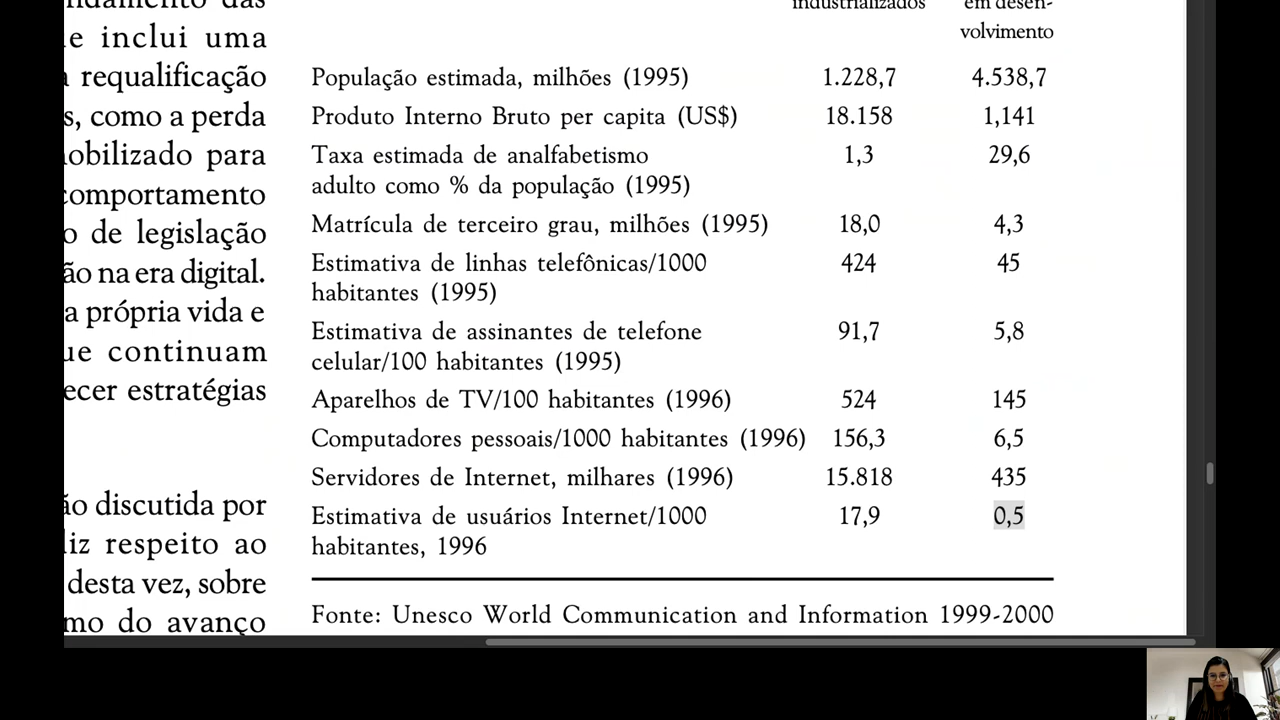 ndamento das
e inclui uma
requalificação
s, como a perda
nobilizado para
comportamento
o de legislação
ão na era digital.
a própria vida e
ue continuam
ecer estratégias
ão discutida por
liz respeito ao
desta vez, sobre
mo do avanço
industrializados em desen-
volvimento
População estimada, milhões (1995) 1.228,7 4.538,7
Produto Interno Bruto per capita (US$) 18.158 1,141
Taxa estimada de analfabetismo 1,3 29,6
adulto como % da população (1995)
Matrícula de terceiro grau, milhões (1995) 18,0 4,3
Estimativa de linhas telefônicas/1000 424 45
habitantes (1995)
Estimativa de assinantes de telefone 91,7 5,8
celular/100 habitantes (1995)
Aparelhos de TV/100 habitantes (1996) 524 145
Computadores pessoais/1000 habitantes (1996) 156,3 6,5
Servidores de Internet, milhares (1996) 15.818 435
Estimativa de usuários Internet/1000 17,9 0,5
habitantes, 1996
Fonte: Unesco World Communication and Information 1999-2000